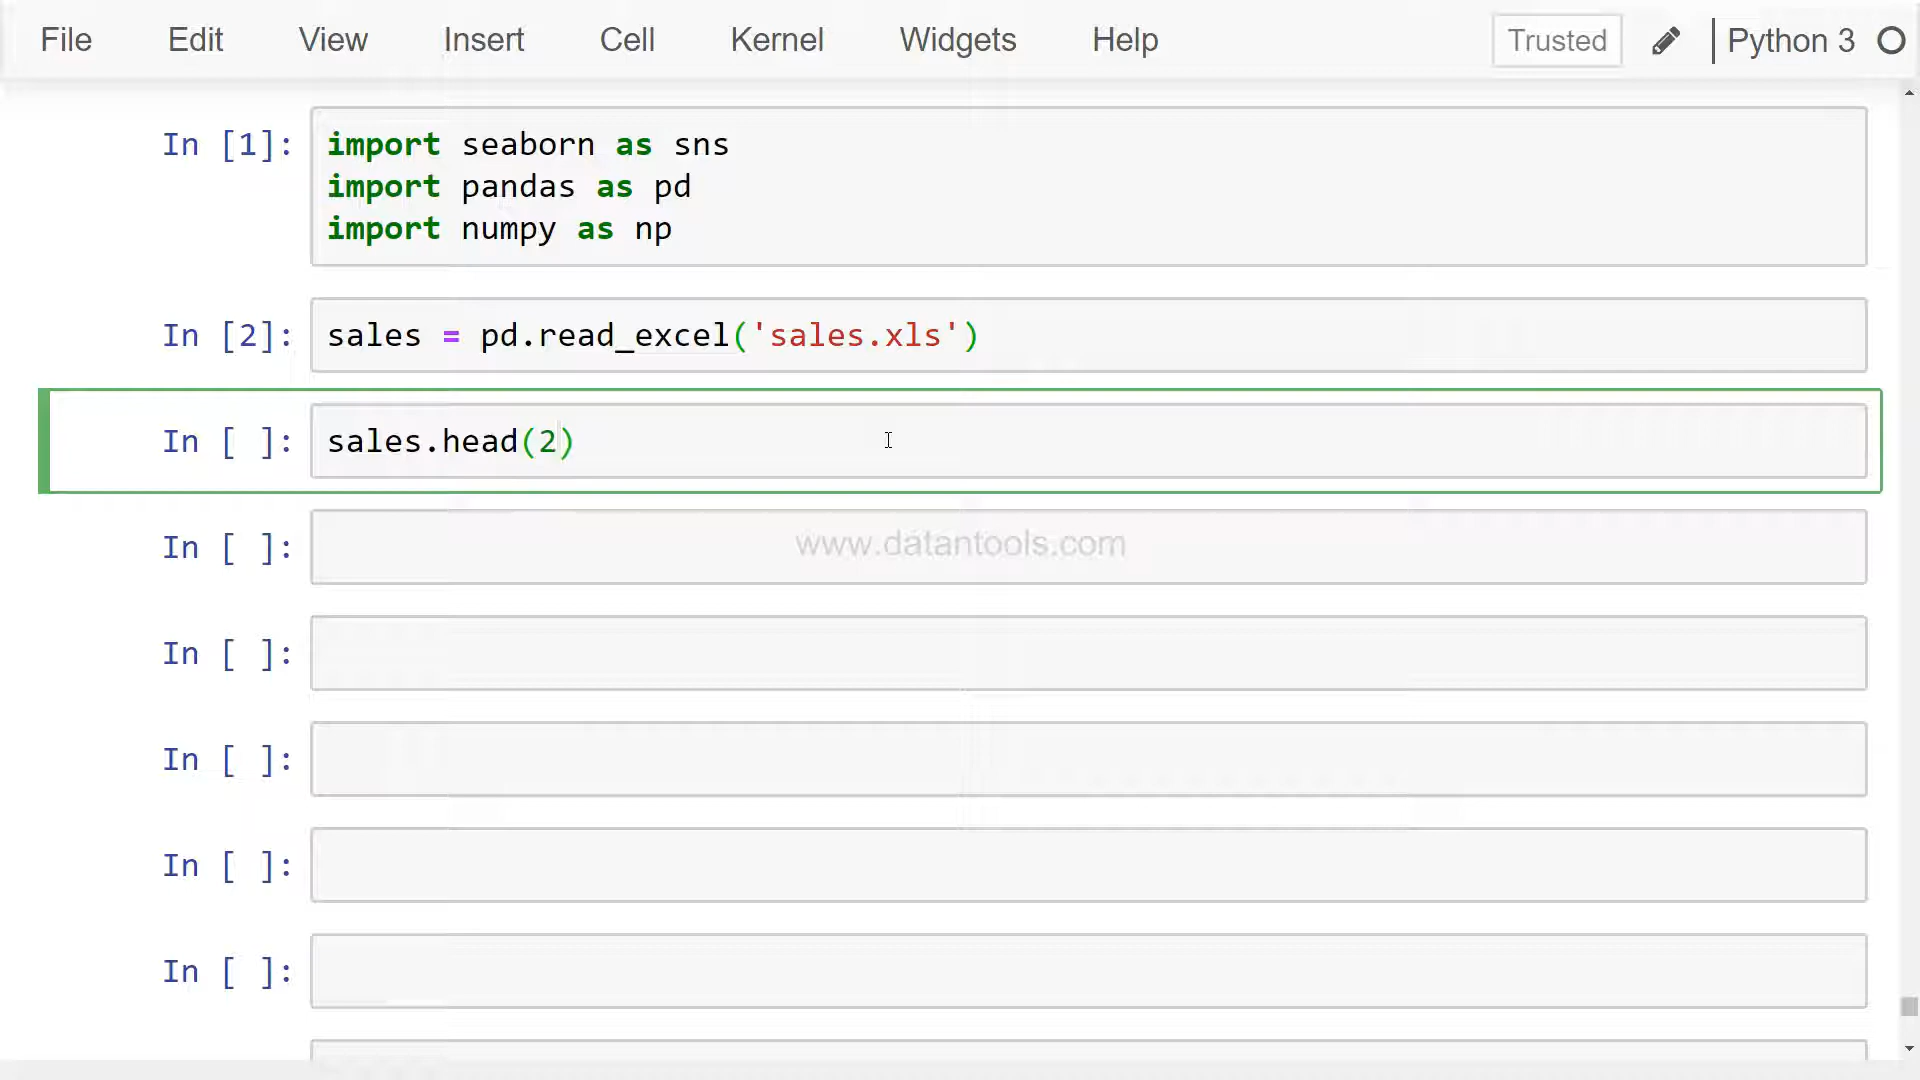 File Edit View Insert Cell Kernel Widgets Help Trusted Python 3
In [1]: import seaborn as sns
import pandas as pd
import numpy as np
In [2]: sales = pd.read_excel('sales.xls')
In [ ]: sales.head(2)
In [ ]: www.datantools.com
In [ ]:
In [ ]:
In [ ]:
In [ ]: